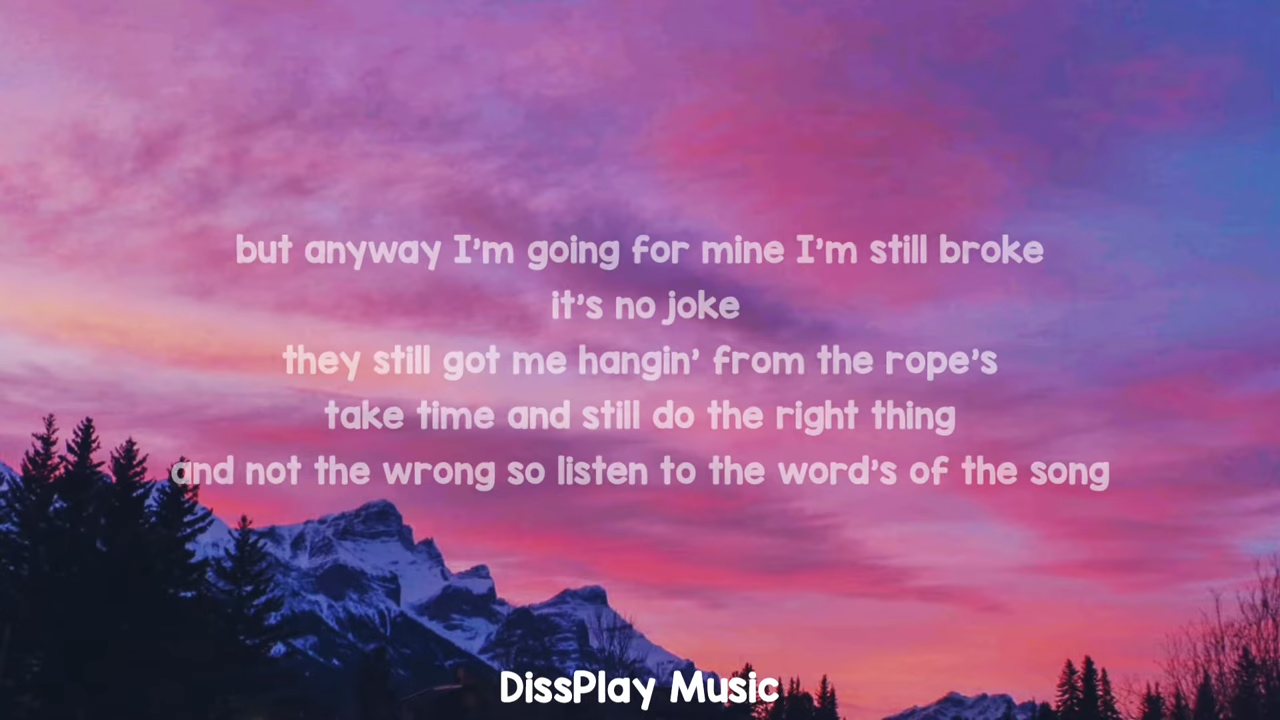 but anyway I'm going for mine I'm still broke
it's no joke
they still got me hangin' from the rope's
take time and still do the right thing
and not the wrong so listen to the word's of the song
DissPlay Music